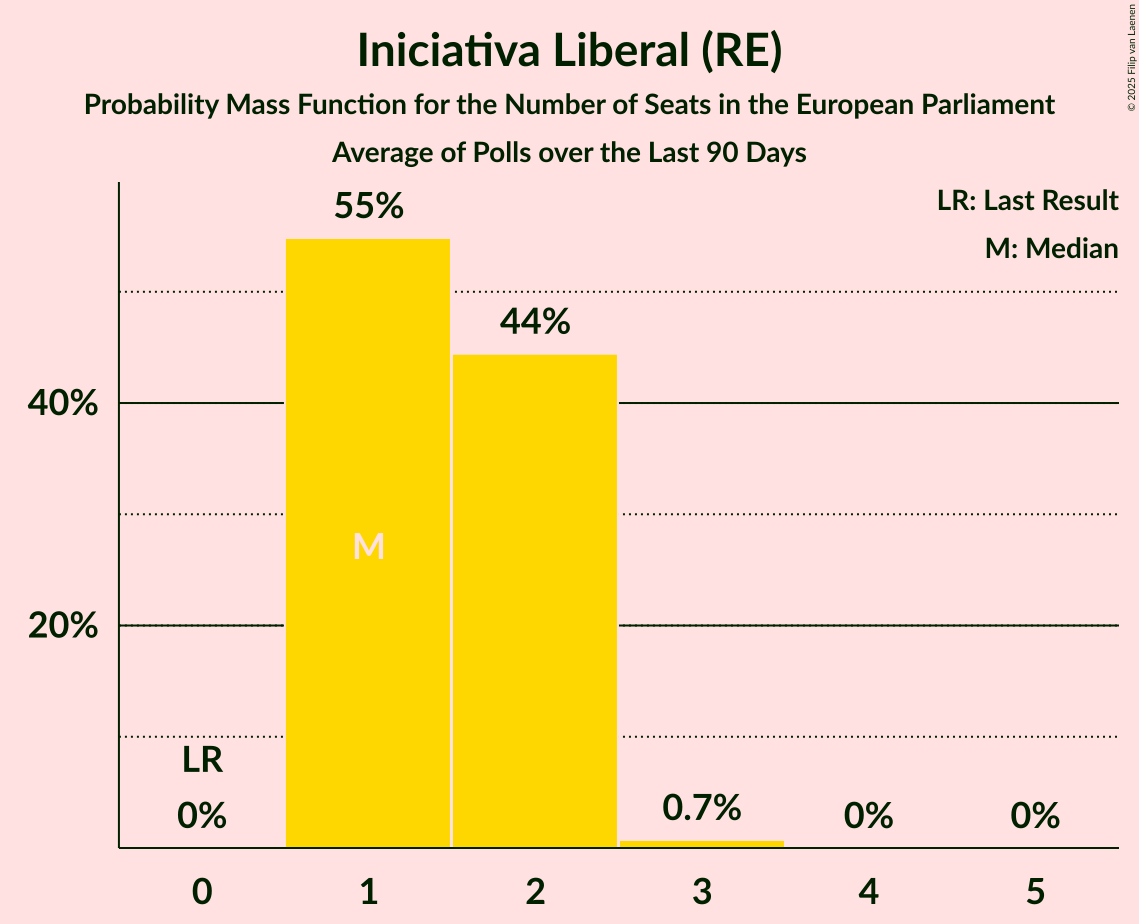 Iniciativa Liberal (RE)
Probability Mass Function for the Number of Seats in the European Parliament
Average of Polls over the Last 90 Days
© 2025 Filip van Laenen
LR: Last Result
M: Median
55%
44%
40%
M
20%
LR
0%
0.7%
0%
0%
0
1
2
3
4
5